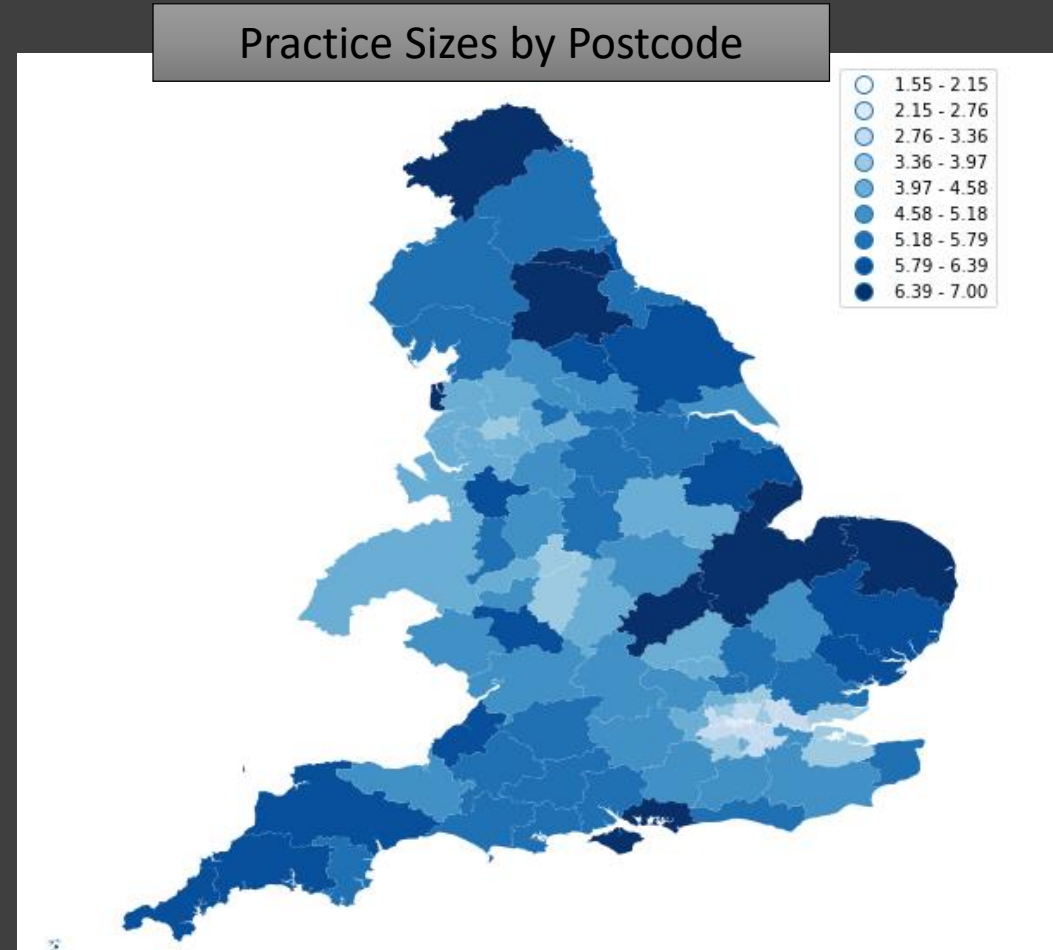 Practice Sizes by Postcode
1.55 - 2.15
2.15 - 2.76
2.76 - 3.36
3.36 - 3.97
3.97 - 4.58
4.58 - 5.18
5.18 - 5.79
5.79 - 6.39
6.39 - 7.00